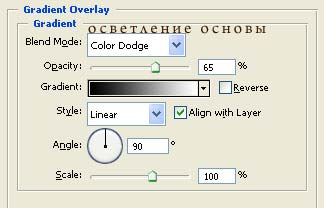 Gradient Overlay
Gradient
осветление основы
Blend Mode: Color Dodge
Opacity: 65 %
Gradient: Reverse
Style: Linear Align with Layer
Angle: 90 °
Scale: 100 %